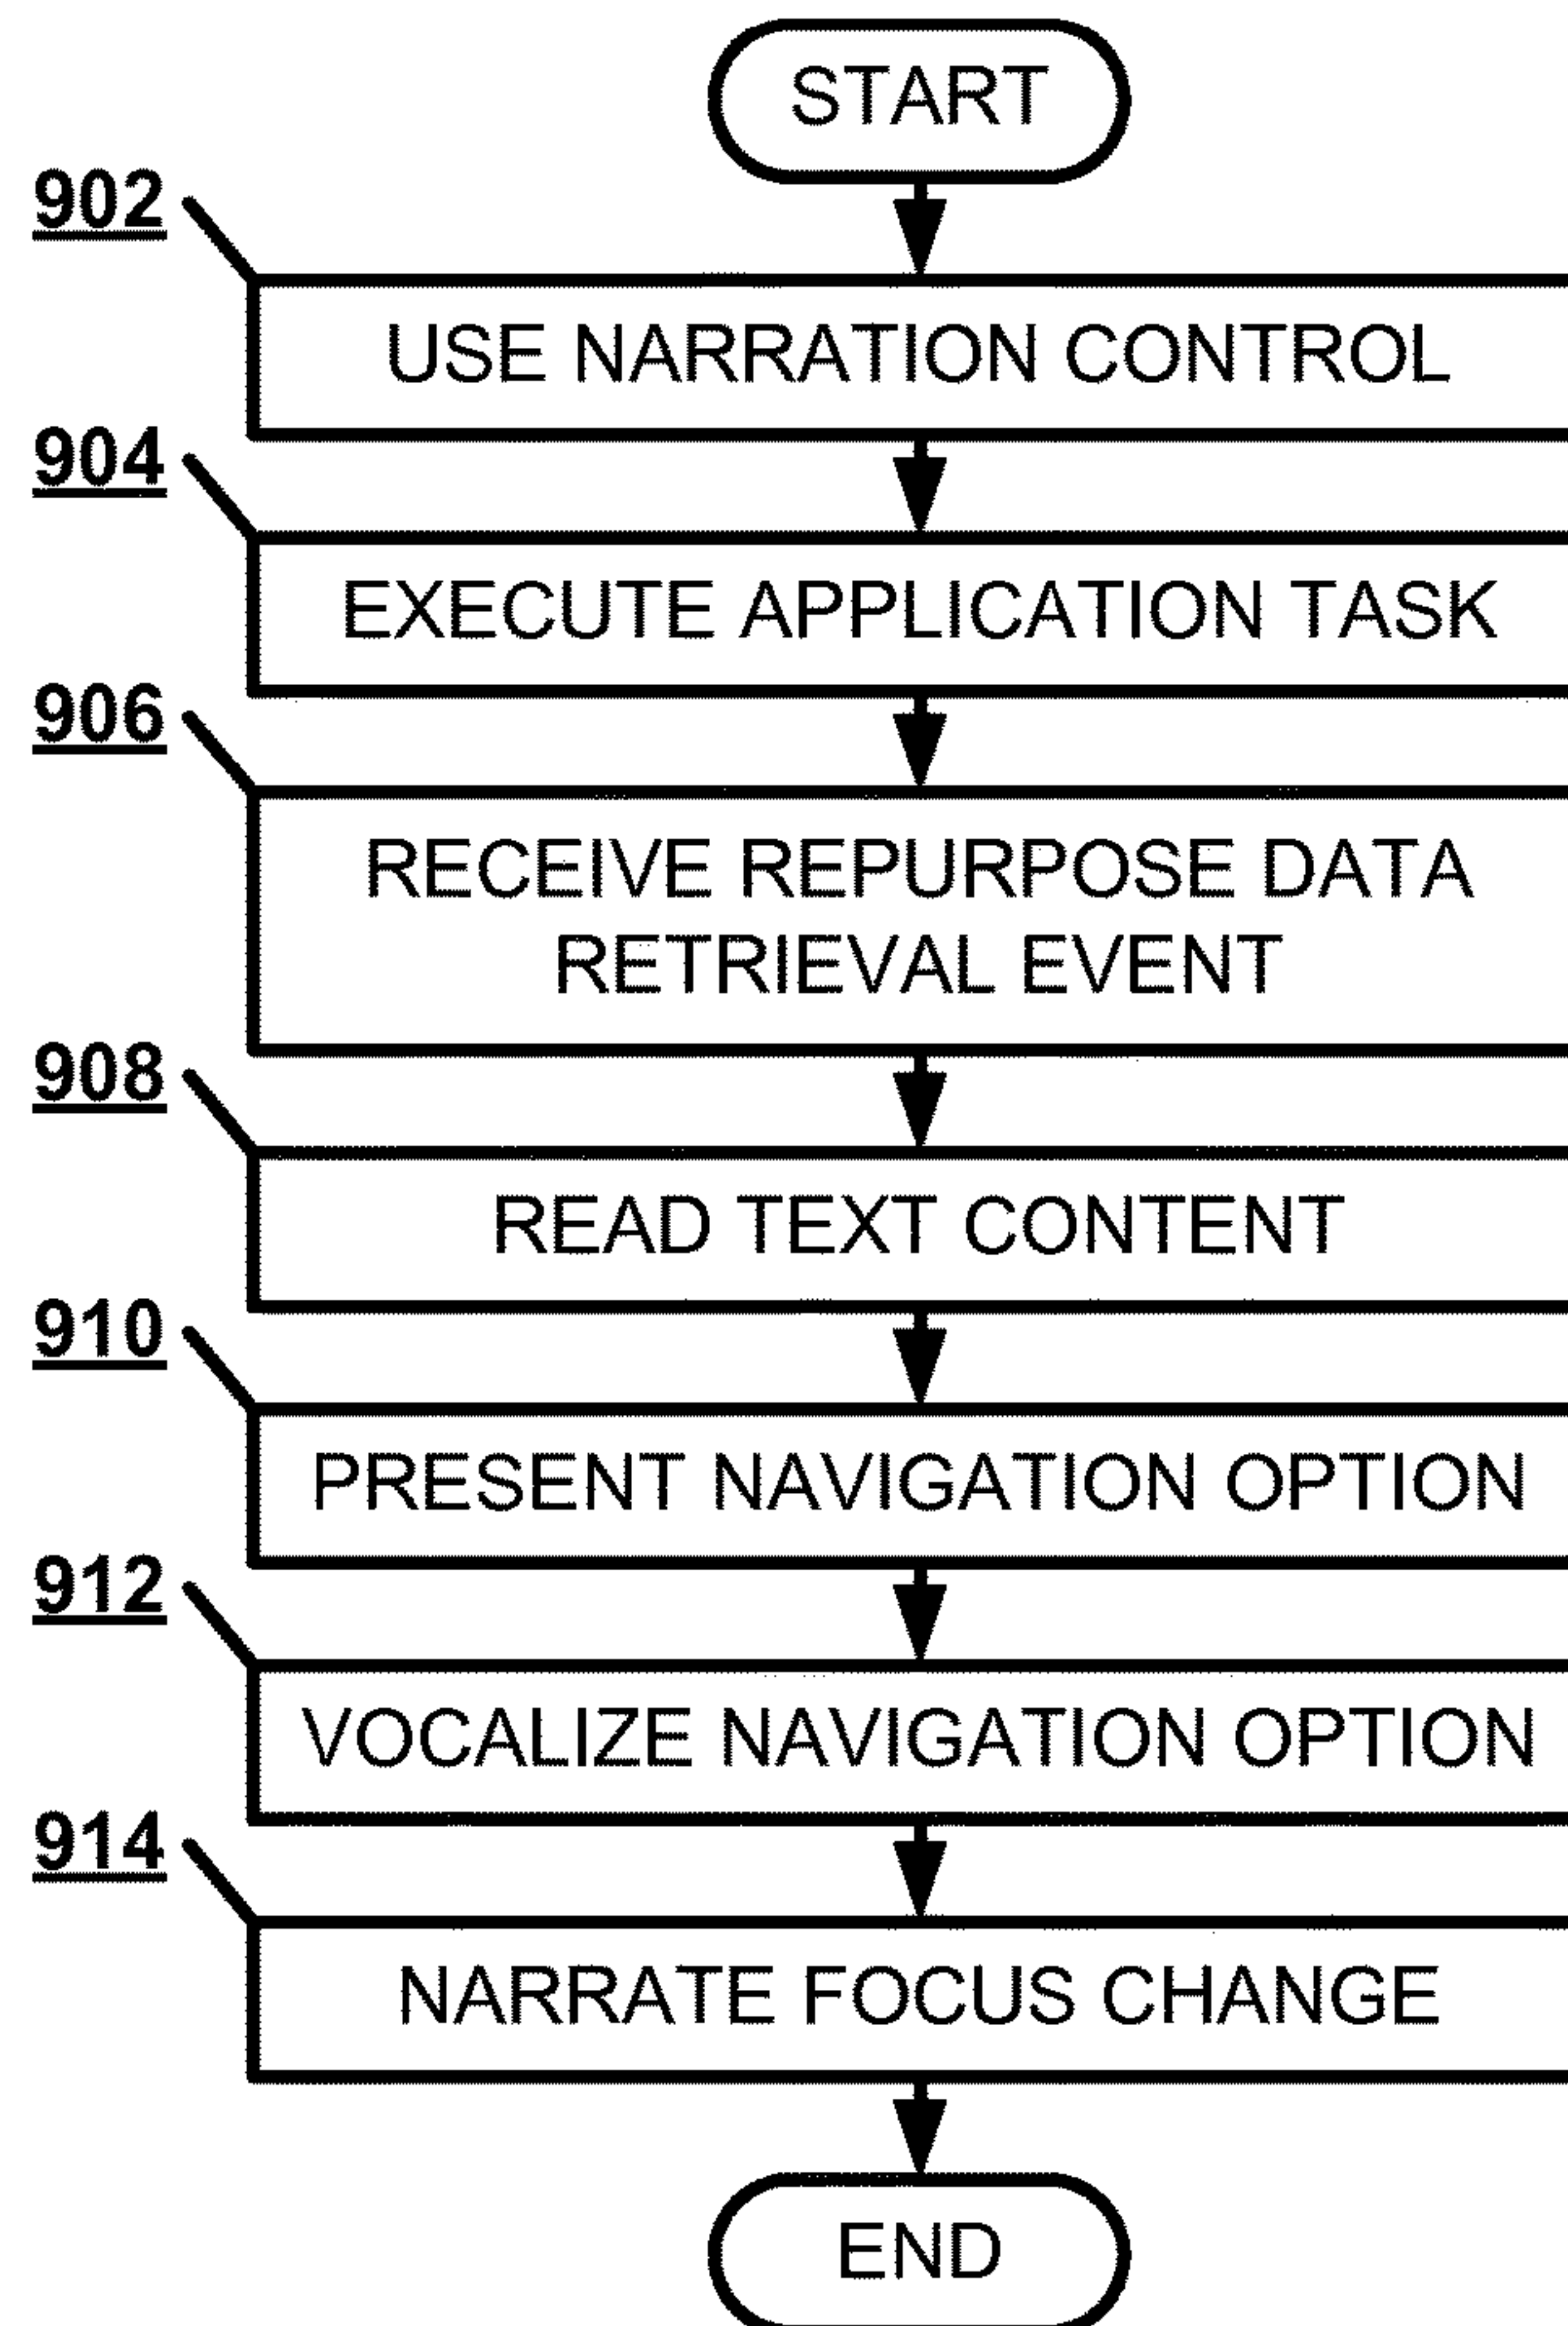 START
902
USE NARRATION CONTROL
904
EXECUTE APPLICATION TASK
906
RECEIVE REPURPOSE DATA
RETRIEVAL EVENT
908
READ TEXT CONTENT
910
PRESENT NAVIGATION OPTION
912
VOCALIZE NAVIGATION OPTION
914
NARRATE FOCUS CHANGE
END